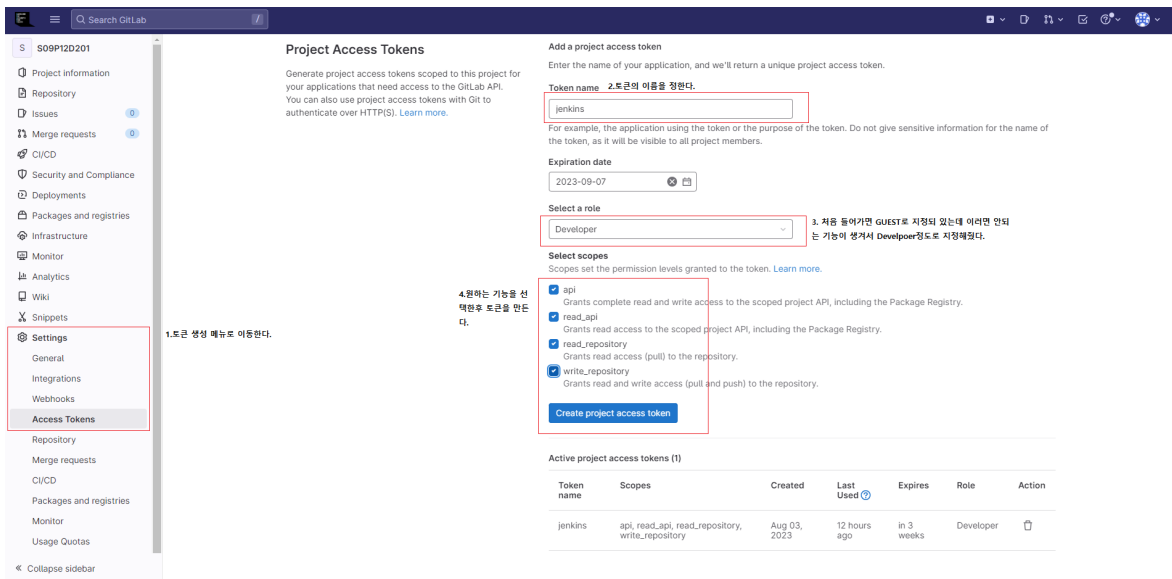 Search GitLab
/
S S09P12D201
Project information
Repository
Issues 0
Merge requests 0
CI/CD
Security and Compliance
Deployments
Packages and registries
Infrastructure
Monitor
Analytics
Wiki
Snippets
Settings
General
Integrations
Webhooks
Access Tokens
Repository
Merge requests
CI/CD
Packages and registries
Monitor
Usage Quotas
Collapse sidebar
1.토큰 생성 메뉴로 이동한다.
Project Access Tokens
Generate project access tokens scoped to this project for
your applications that need access to the GitLab API.
You can also use project access tokens with Git to
authenticate over HTTP(S). Learn more.
Add a project access token
Enter the name of your application, and we'll return a unique project access token.
Token name 2.토큰의 이름을 정한다.
jenkins
For example, the application using the token or the purpose of the token. Do not give sensitive information for the name of
the token, as it will be visible to all project members.
Expiration date
2023-09-07
Select a role
Developer
3. 처음 들어가면 GUEST로 지정되 있는데 이러면 안되
는 기능이 생겨서 Develpoer정도로 지정해줬다.
Select scopes
Scopes set the permission levels granted to the token. Learn more.
4.원하는 기능을 선
택한후 토큰을 만든
다.
api
Grants complete read and write access to the scoped project API, including the Package Registry.
read_api
Grants read access to the scoped project API, including the Package Registry.
read_repository
Grants read access (pull) to the repository.
write_repository
Grants read and write access (pull and push) to the repository.
Create project access token
Active project access tokens (1)
Token name Scopes Created Last Used Expires Role Action
jenkins api, read_api, read_repository, write_repository Aug 03, 2023 12 hours ago in 3 weeks Developer